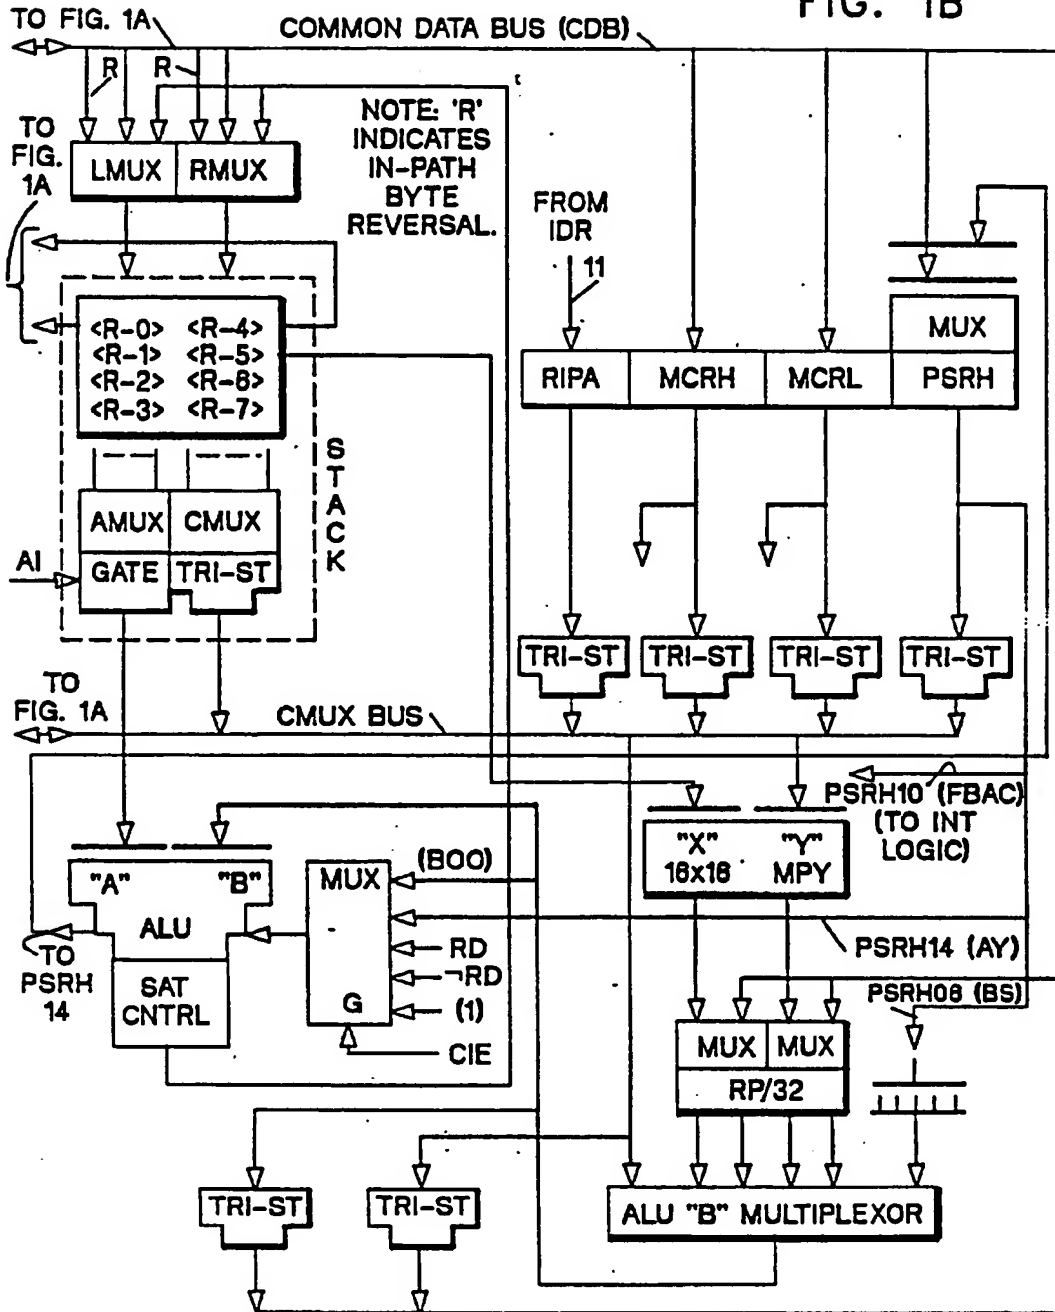 FIG. 1B
TO FIG. 1A
COMMON DATA BUS (CDB)
R
R
TO
FIG.
1A
NOTE: 'R'
INDICATES
IN-PATH
BYTE
REVERSAL.
LMUX
RMUX
FROM
IDR
11
<R-0> <R-4>
<R-1> <R-5>
<R-2> <R-6>
<R-3> <R-7>
MUX
RIPA
MCRH
MCRL
PSRH
STACK
AMUX
CMUX
AI
GATE
TRI-ST
TRI-ST
TRI-ST
TRI-ST
TRI-ST
TO
FIG. 1A
CMUX BUS
PSRH10 (FBAC)
(TO INT
LOGIC)
"X"
"Y"
16x16
MPY
"A"
"B"
ALU
MUX
(B00)
PSRH14 (AY)
RD
¬RD
(1)
G
CIE
TO
PSRH
14
SAT
CNTRL
PSRH06 (BS)
MUX
MUX
RP/32
TRI-ST
TRI-ST
ALU "B" MULTIPLEXOR